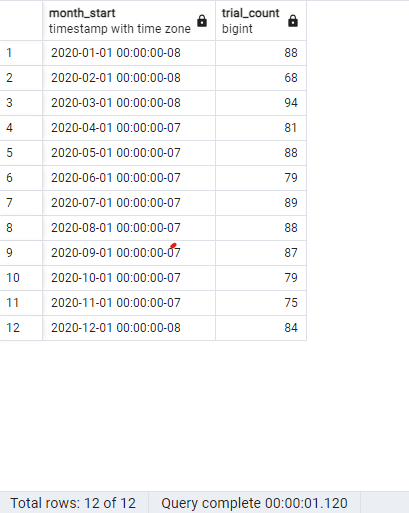 month_start trial_count
timestamp with time zone bigint
1 2020-01-01 00:00:00-08 88
2 2020-02-01 00:00:00-08 68
3 2020-03-01 00:00:00-08 94
4 2020-04-01 00:00:00-07 81
5 2020-05-01 00:00:00-07 88
6 2020-06-01 00:00:00-07 79
7 2020-07-01 00:00:00-07 89
8 2020-08-01 00:00:00-07 88
9 2020-09-01 00:00:00-07 87
10 2020-10-01 00:00:00-07 79
11 2020-11-01 00:00:00-07 75
12 2020-12-01 00:00:00-08 84
Total rows: 12 of 12 Query complete 00:00:01.120